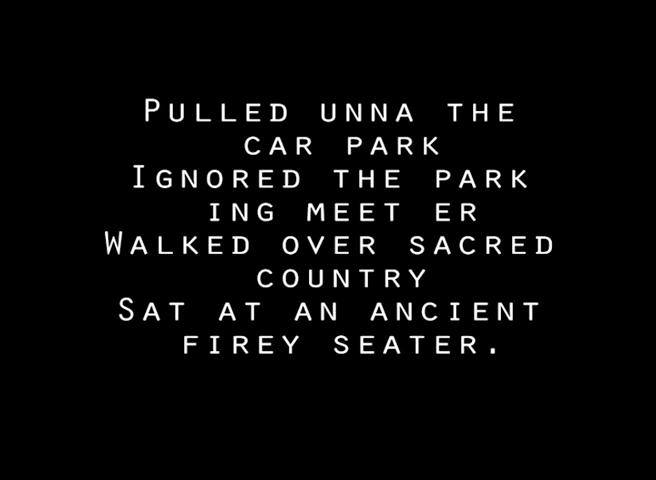 Pulled unna the
car park
Ignored the park
ing meet er
Walked over sacred
country
Sat at an ancient
firey seater.